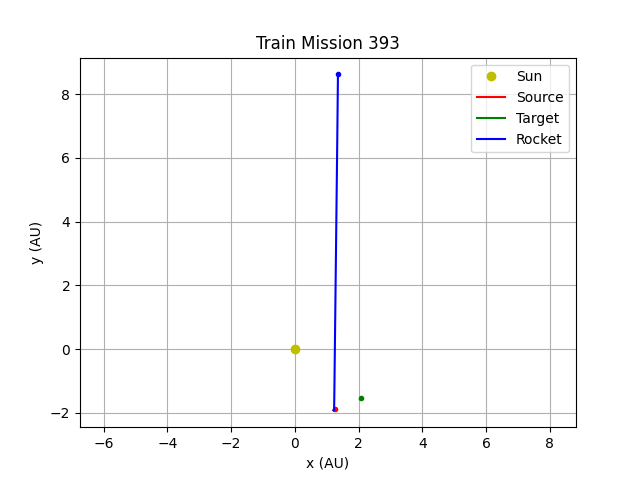 Train Mission 393
Sun
Source
Target
Rocket
8
6
4
2
0
−2
y (AU)
−6
−4
−2
0
2
4
6
8
x (AU)